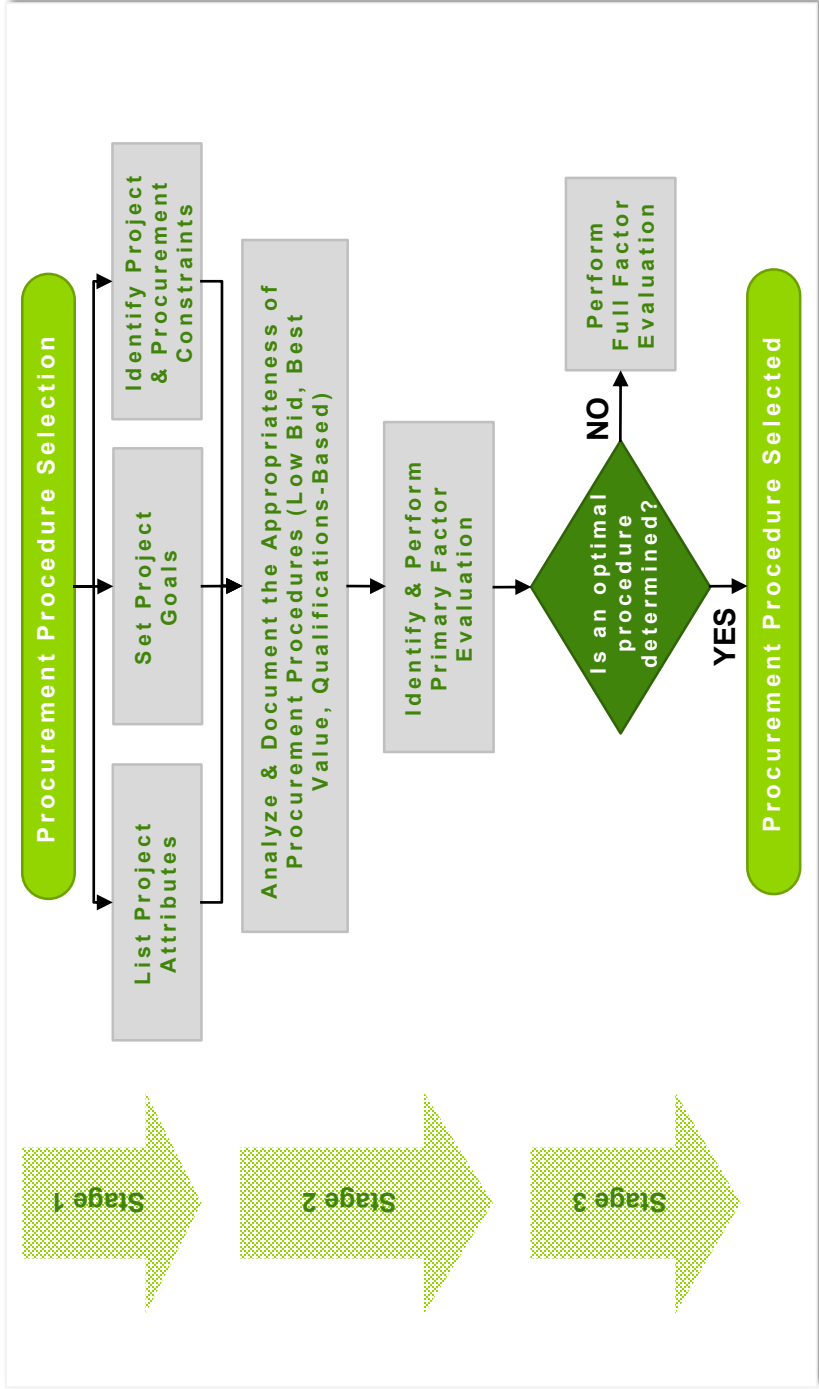 Procurement Procedure Selection
List Project
Attributes
Set Project
Goals
Identify Project
& Procurement
Constraints
Stage 1
Analyze & Document the Appropriateness of
Procurement Procedures (Low Bid, Best
Value, Qualifications-Based)
Identify & Perform
Primary Factor
Evaluation
Stage 2
Is an optimal
procedure
determined?
NO
Perform
Full Factor
Evaluation
YES
Stage 3
Procurement Procedure Selected